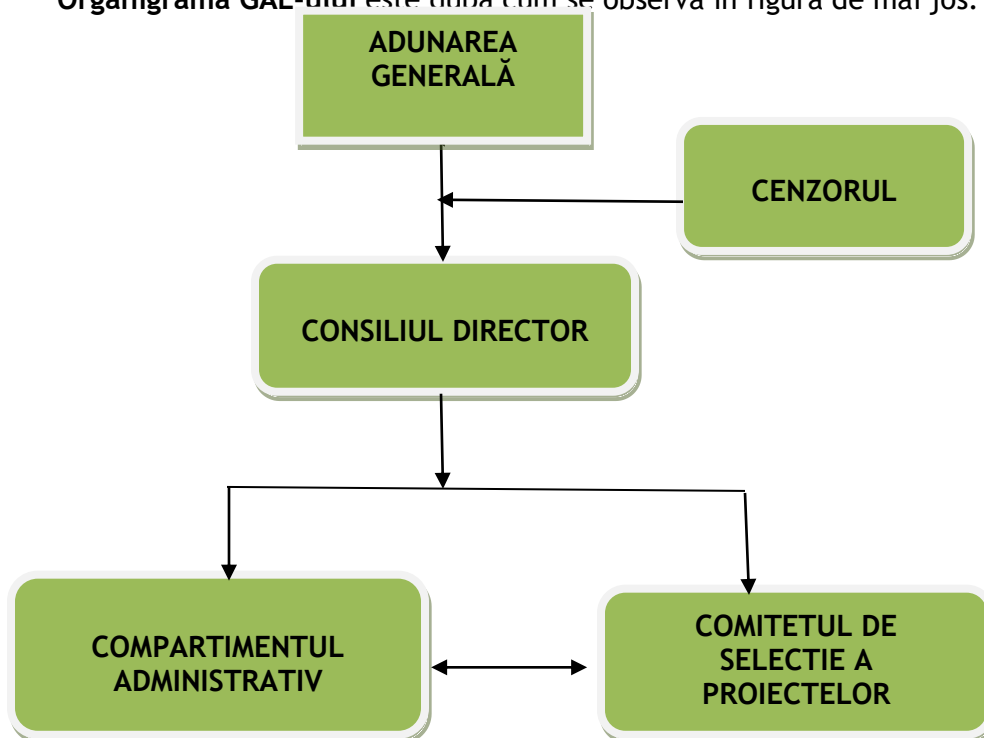 Organigrama GAL-ului este după cum se observă în figura de mai jos.
ADUNAREA
GENERALĂ
CENZORUL
CONSILIUL DIRECTOR
COMPARTIMENTUL
ADMINISTRATIV
COMITETUL DE
SELECTIE A
PROIECTELOR